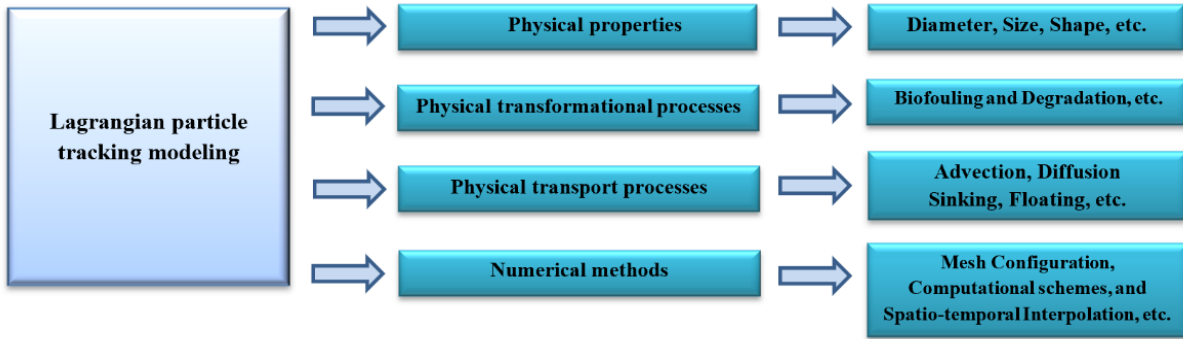 Lagrangian particle
tracking modeling
Physical properties
Diameter, Size, Shape, etc.
Physical transformational processes
Biofouling and Degradation, etc.
Physical transport processes
Advection, Diffusion
Sinking, Floating, etc.
Numerical methods
Mesh Configuration,
Computational schemes, and
Spatio-temporal Interpolation, etc.